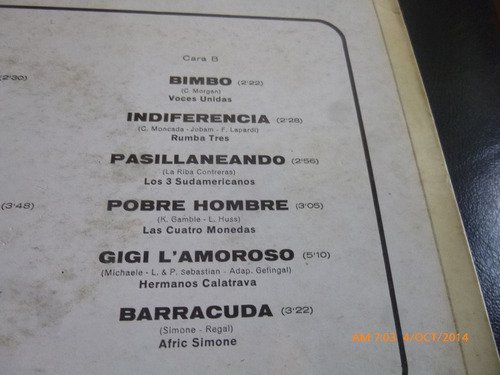 Cara B
2'30)
BIMBO (2'22)
(C. Morgan)
Voces Unidas
INDIFERENCIA (2'28)
(C. Moncada - Jobam - F. Lapardi)
Rumba Tres
PASILLANEANDO (2'56)
(La Riba Contreras)
Los 3 Sudamericanos
(3'48) POBRE HOMBRE (3'05)
(K. Gamble - L. Huss)
Las Cuatro Monedas
GIGI L'AMOROSO (5'10)
(Michaele - L. & P. Sebastian - Adap. Gefingal)
Hermanos Calatrava
BARRACUDA (3'22)
(Simone - Regal)
Afric Simone
AM 7:03 /OCT/2014